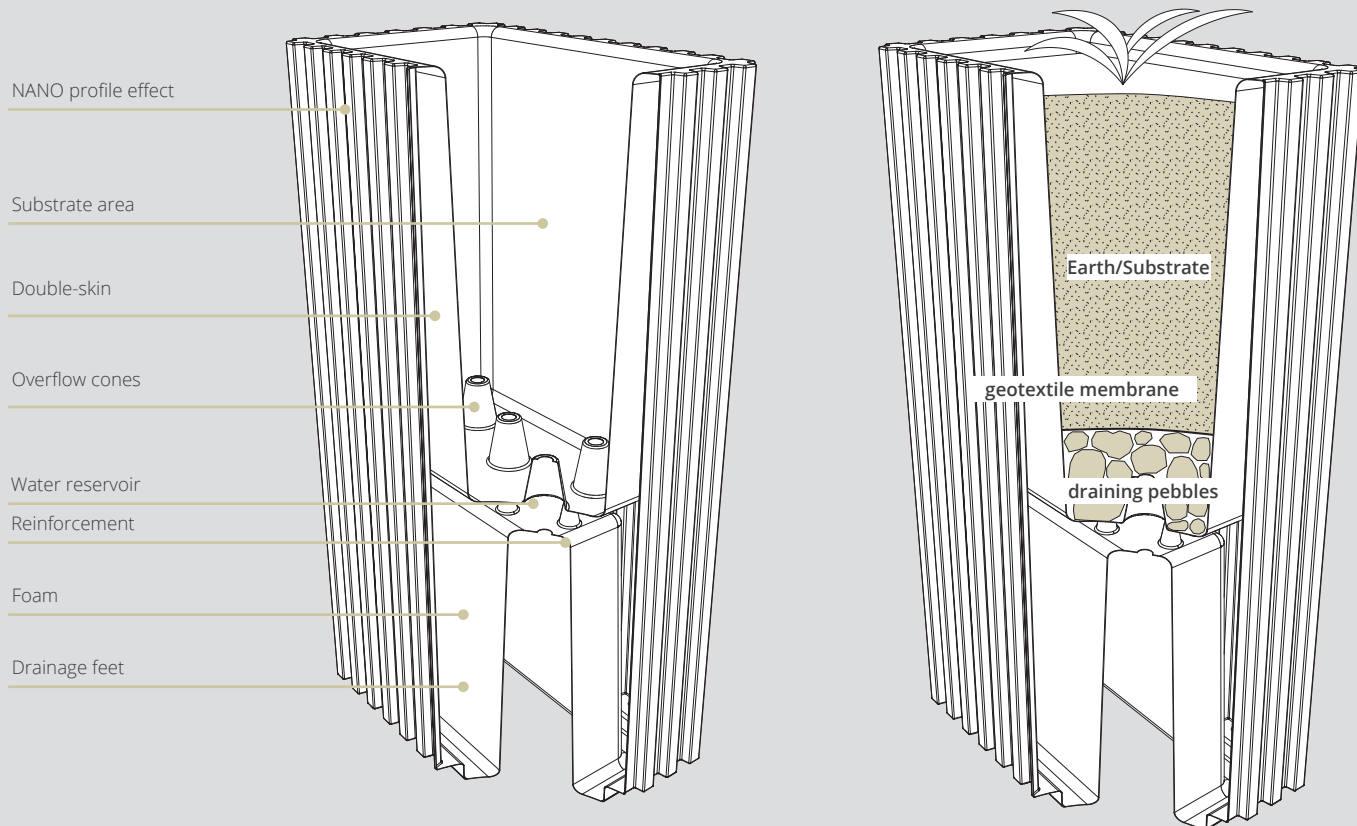 NANO profile effect
Substrate area
Double-skin
Overflow cones
Water reservoir
Reinforcement
Foam
Drainage feet
Earth/Substrate
geotextile membrane
draining pebbles